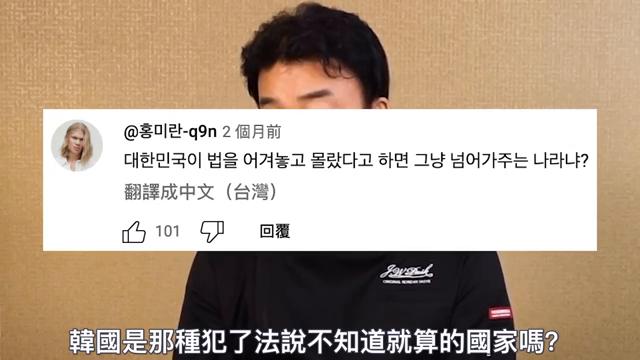 @홍미란-q9n 2 個月前
대한민국이 법을 어겨놓고 몰랐다고 하면 그냥 넘어가주는 나라냐?
翻譯成中文（台灣）
101 回覆
韓國是那種犯了法說不知道就算的國家嗎?